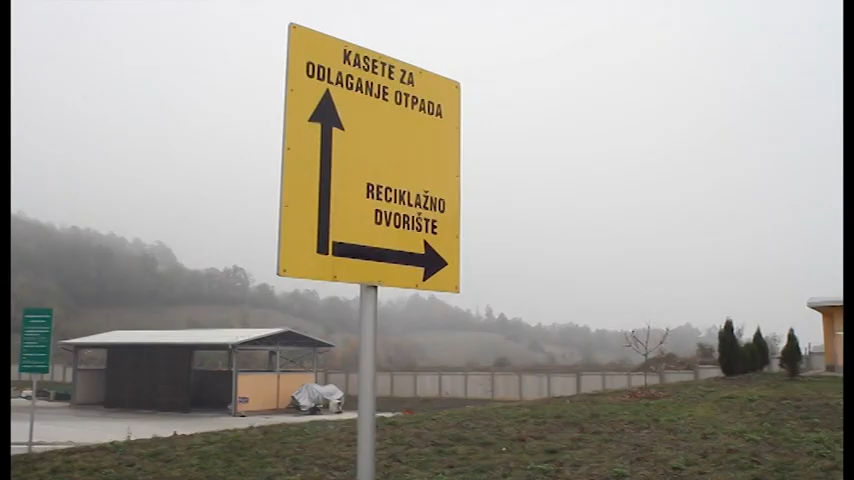 KASETE ZA
ODLAGANJE OTPADA
RECIKLAŽNO
DVORIŠTE